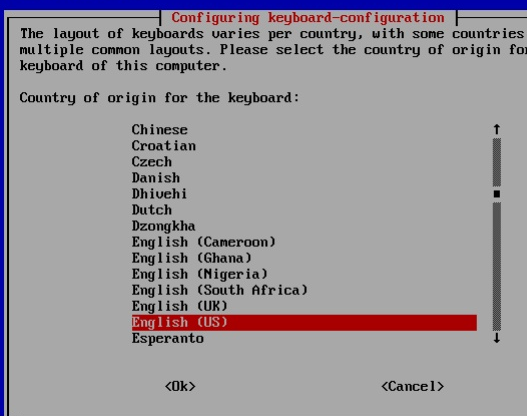 Configuring keyboard-configuration
The layout of keyboards varies per country, with some countries
multiple common layouts. Please select the country of origin for
keyboard of this computer.
Country of origin for the keyboard:
Chinese
Croatian
Czech
Danish
Dhivehi
Dutch
Dzongkha
English (Cameroon)
English (Ghana)
English (Nigeria)
English (South Africa)
English (UK)
English (US)
Esperanto
<Ok> <Cancel>